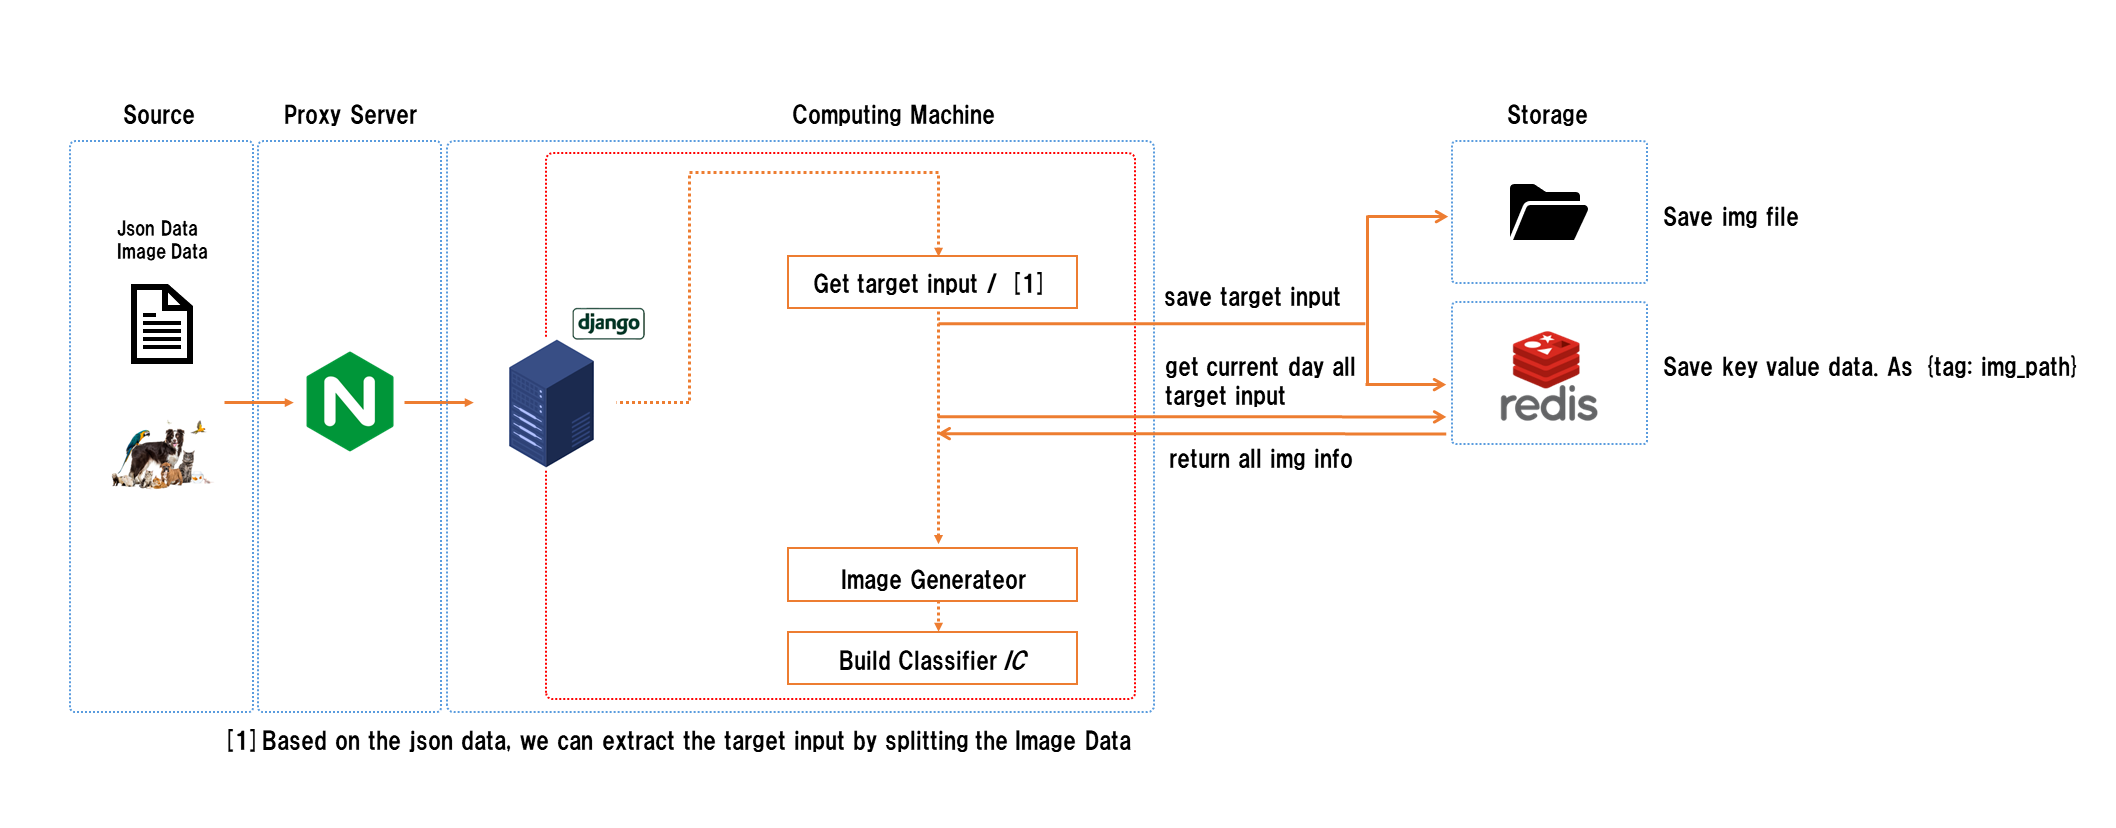 Source
Proxy Server
Computing Machine
Storage
Json Data
Image Data
N
django
Get target input / [1]
save target input
get current day all
target input
return all img info
Save img file
redis
Save key value data. As {tag: img_path}
Image Generateor
Build Classifier IC
[1] Based on the json data, we can extract the target input by splitting the Image Data